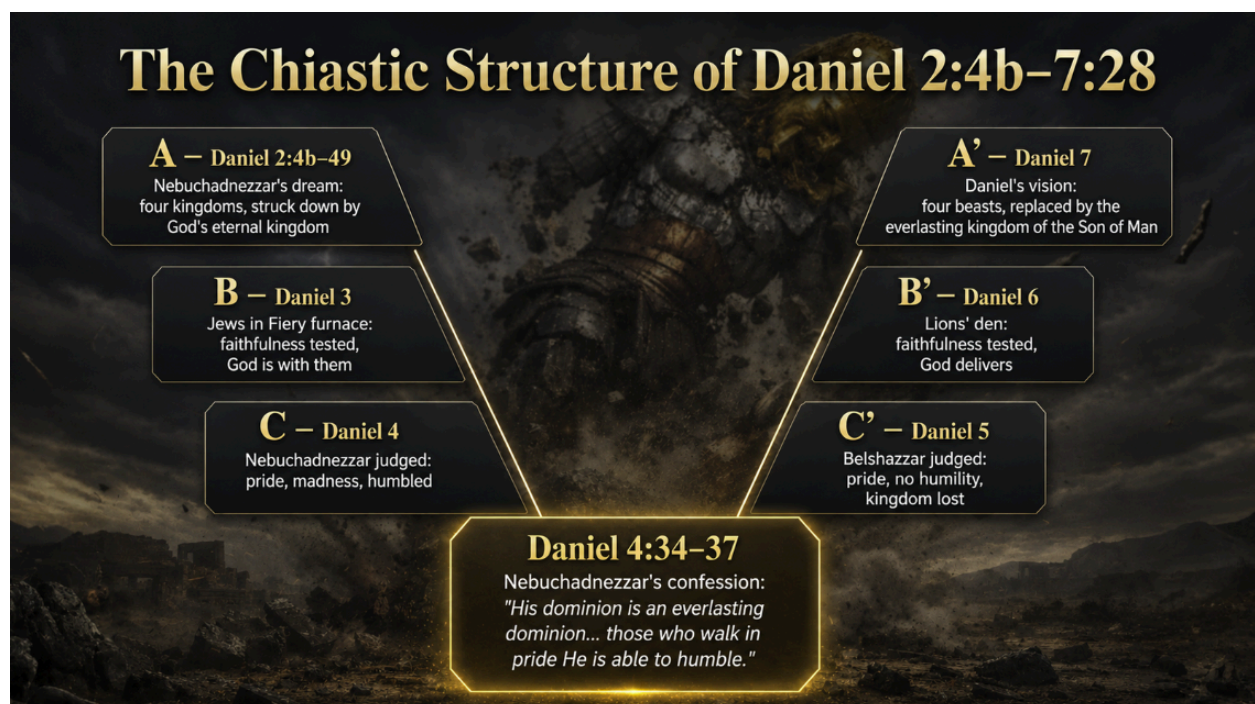 The Chiastic Structure of Daniel 2:4b–7:28
A – Daniel 2:4b–49
Nebuchadnezzar's dream:
four kingdoms, struck down by
God's eternal kingdom
A’ – Daniel 7
Daniel's vision:
four beasts, replaced by the
everlasting kingdom of the Son of Man
B – Daniel 3
Jews in Fiery furnace:
faithfulness tested,
God is with them
B’ – Daniel 6
Lions' den:
faithfulness tested,
God delivers
C – Daniel 4
Nebuchadnezzar judged:
pride, madness, humbled
C’ – Daniel 5
Belshazzar judged:
pride, no humility,
kingdom lost
Daniel 4:34–37
Nebuchadnezzar's confession:
"His dominion is an everlasting
dominion... those who walk in
pride He is able to humble."